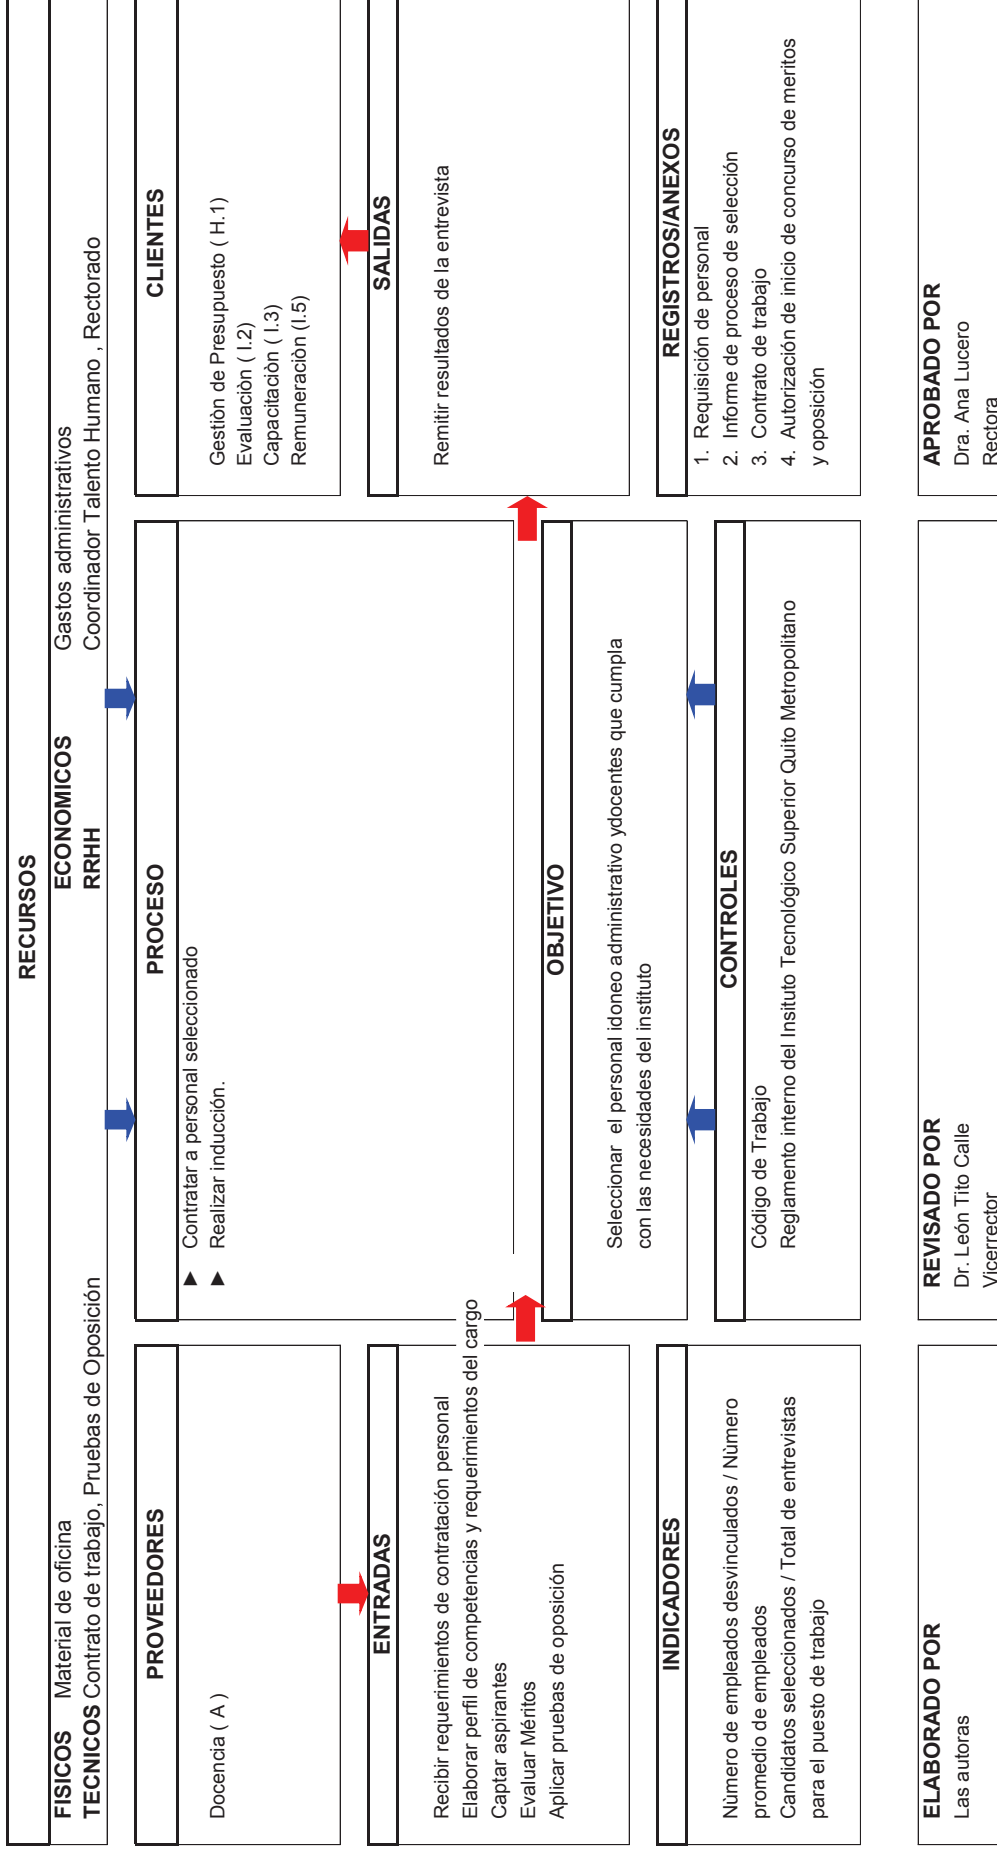 RECURSOS
FISICOS Material de oficina ECONOMICOS Gastos administrativos
TECNICOS Contrato de trabajo, Pruebas de Oposición RRHH Coordinador Talento Humano , Rectorado
PROVEEDORES
Docencia ( A )
PROCESO
► Contratar a personal seleccionado
► Realizar inducción.
CLIENTES
Gestiòn de Presupuesto ( H.1)
Evaluaciòn ( I.2)
Capacitaciòn ( I.3)
Remuneraciòn (I.5)
ENTRADAS
Recibir requerimientos de contratación personal
Elaborar perfil de competencias y requerimientos del cargo
Captar aspirantes
Evaluar Méritos
Aplicar pruebas de oposición
SALIDAS
Remitir resultados de la entrevista
OBJETIVO
Seleccionar el personal idoneo administrativo ydocentes que cumpla
con las necesidades del instituto
INDICADORES
Nùmero de empleados desvinculados / Nùmero
promedio de empleados
Candidatos seleccionados / Total de entrevistas
para el puesto de trabajo
CONTROLES
Código de Trabajo
Reglamento interno del Insituto Tecnológico Superior Quito Metropolitano
REGISTROS/ANEXOS
1. Requisición de personal
2. Informe de proceso de selección
3. Contrato de trabajo
4. Autorización de inicio de concurso de meritos
y oposición
ELABORADO POR
Las autoras
REVISADO POR
Dr. León Tito Calle
Vicerrector
APROBADO POR
Dra. Ana Lucero
Rectora